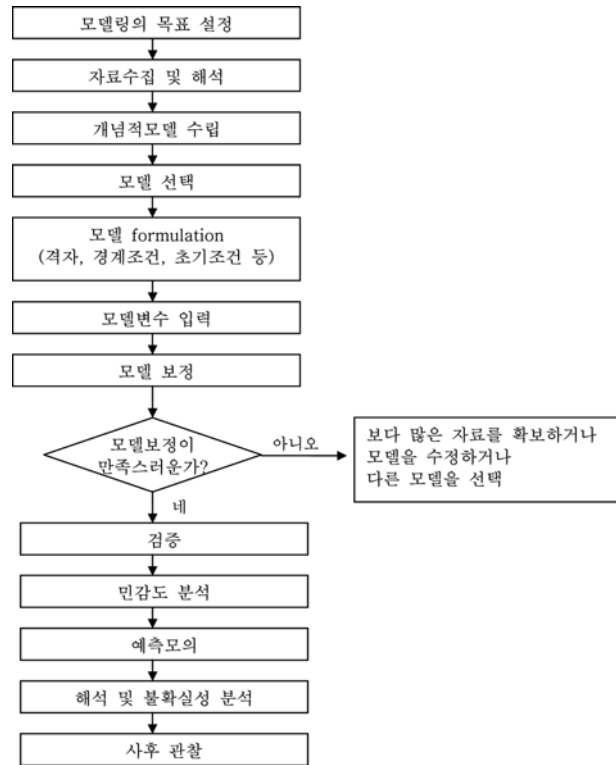 모델링의 목표 설정
자료수집 및 해석
개념적모델 수립
모델 선택
모델 formulation
(격자, 경계조건, 초기조건 등)
모델변수 입력
모델 보정
모델보정이
만족스러운가?
아니오
보다 많은 자료를 확보하거나
모델을 수정하거나
다른 모델을 선택
네
검증
민감도 분석
예측모의
해석 및 불확실성 분석
사후 관찰